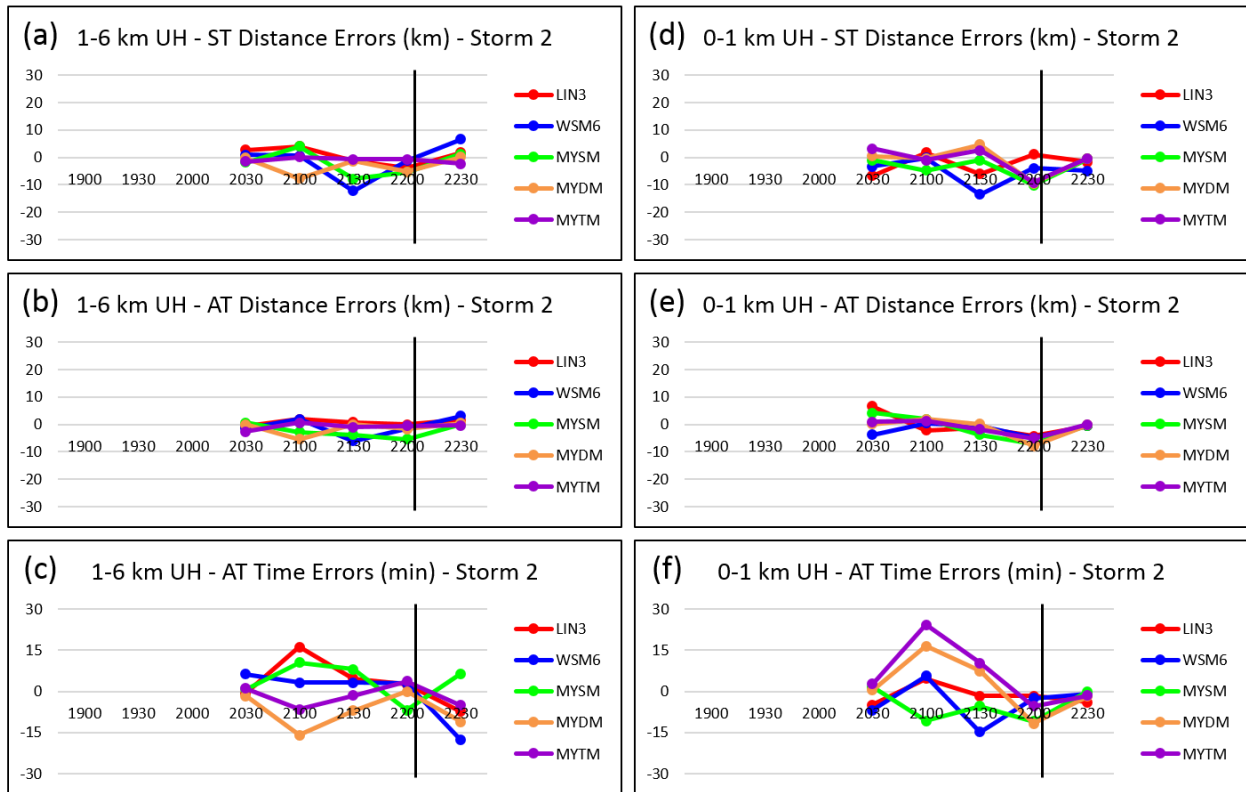 (a) 1-6 km UH - ST Distance Errors (km) - Storm 2
30
20
10
0
-10
-20
-30
1900 1930 2000 2030 2100 2130 2200 2230
LIN3
WSM6
MYSM
MYDM
MYTM
(d) 0-1 km UH - ST Distance Errors (km) - Storm 2
30
20
10
0
-10
-20
-30
1900 1930 2000 2030 2100 2130 2200 2230
LIN3
WSM6
MYSM
MYDM
MYTM
(b) 1-6 km UH - AT Distance Errors (km) - Storm 2
30
20
10
0
-10
-20
-30
1900 1930 2000 2030 2100 2130 2200 2230
LIN3
WSM6
MYSM
MYDM
MYTM
(e) 0-1 km UH - AT Distance Errors (km) - Storm 2
30
20
10
0
-10
-20
-30
1900 1930 2000 2030 2100 2130 2200 2230
LIN3
WSM6
MYSM
MYDM
MYTM
(c) 1-6 km UH - AT Time Errors (min) - Storm 2
30
15
0
-15
-30
1900 1930 2000 2030 2100 2130 2200 2230
LIN3
WSM6
MYSM
MYDM
MYTM
(f) 0-1 km UH - AT Time Errors (min) - Storm 2
30
15
0
-15
-30
1900 1930 2000 2030 2100 2130 2200 2230
LIN3
WSM6
MYSM
MYDM
MYTM